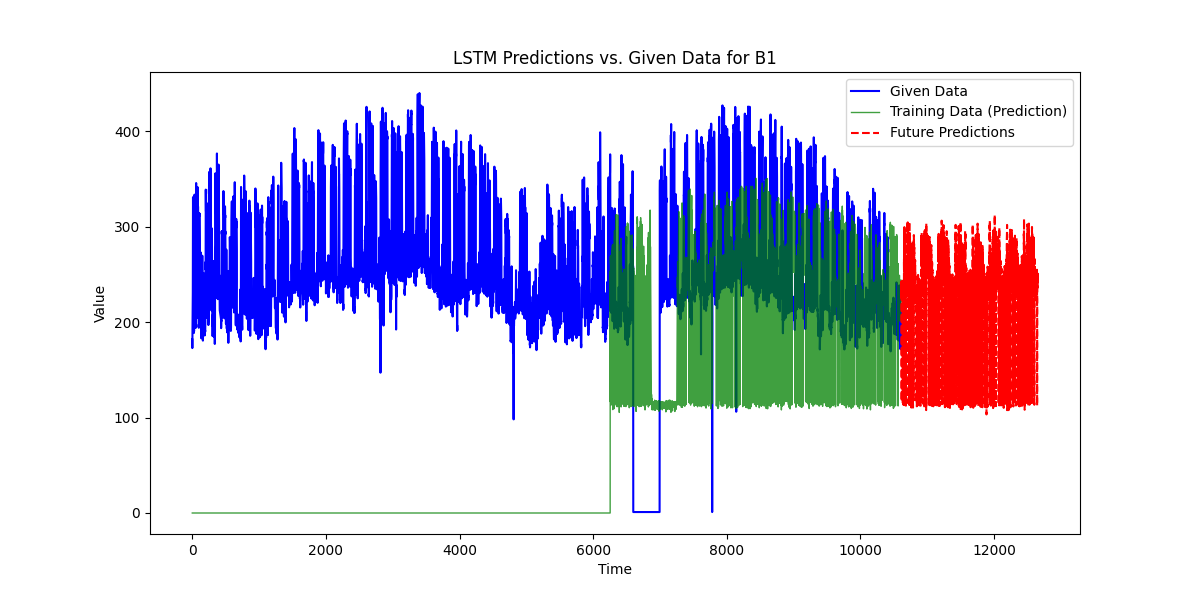 LSTM Predictions vs. Given Data for B1
Given Data
Training Data (Prediction)
Future Predictions
Value
400
300
200
100
0
0 2000 4000 6000 8000 10000 12000
Time